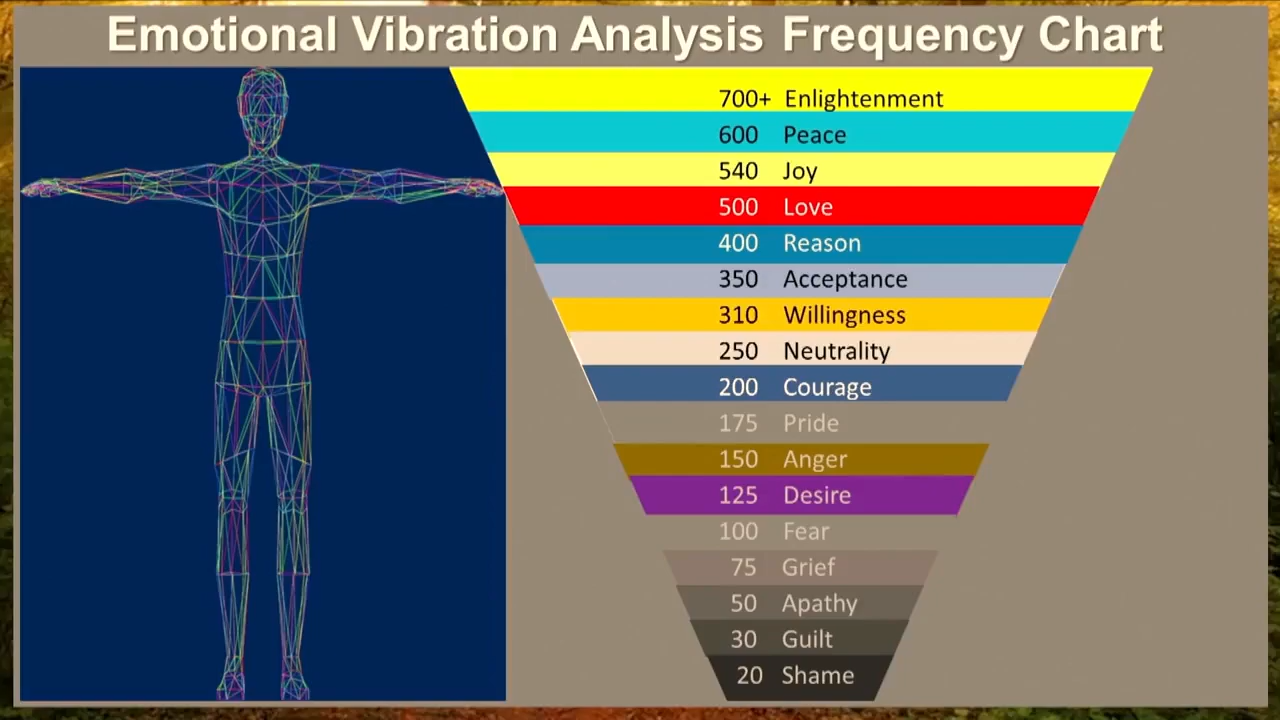 Emotional Vibration Analysis Frequency Chart
700+ Enlightenment
600 Peace
540 Joy
500 Love
400 Reason
350 Acceptance
310 Willingness
250 Neutrality
200 Courage
175 Pride
150 Anger
125 Desire
100 Fear
75 Grief
50 Apathy
30 Guilt
20 Shame